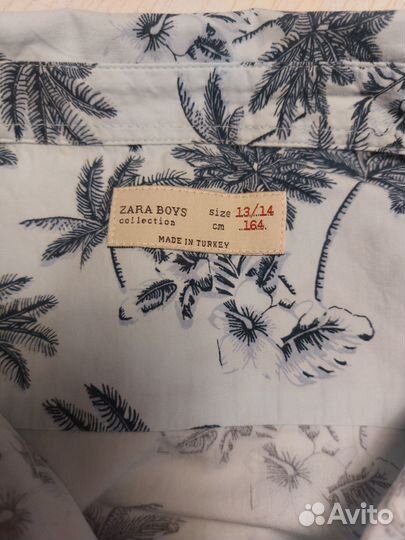 ZARA BOYS size 13/14
collection cm 164
MADE IN TURKEY
Avito